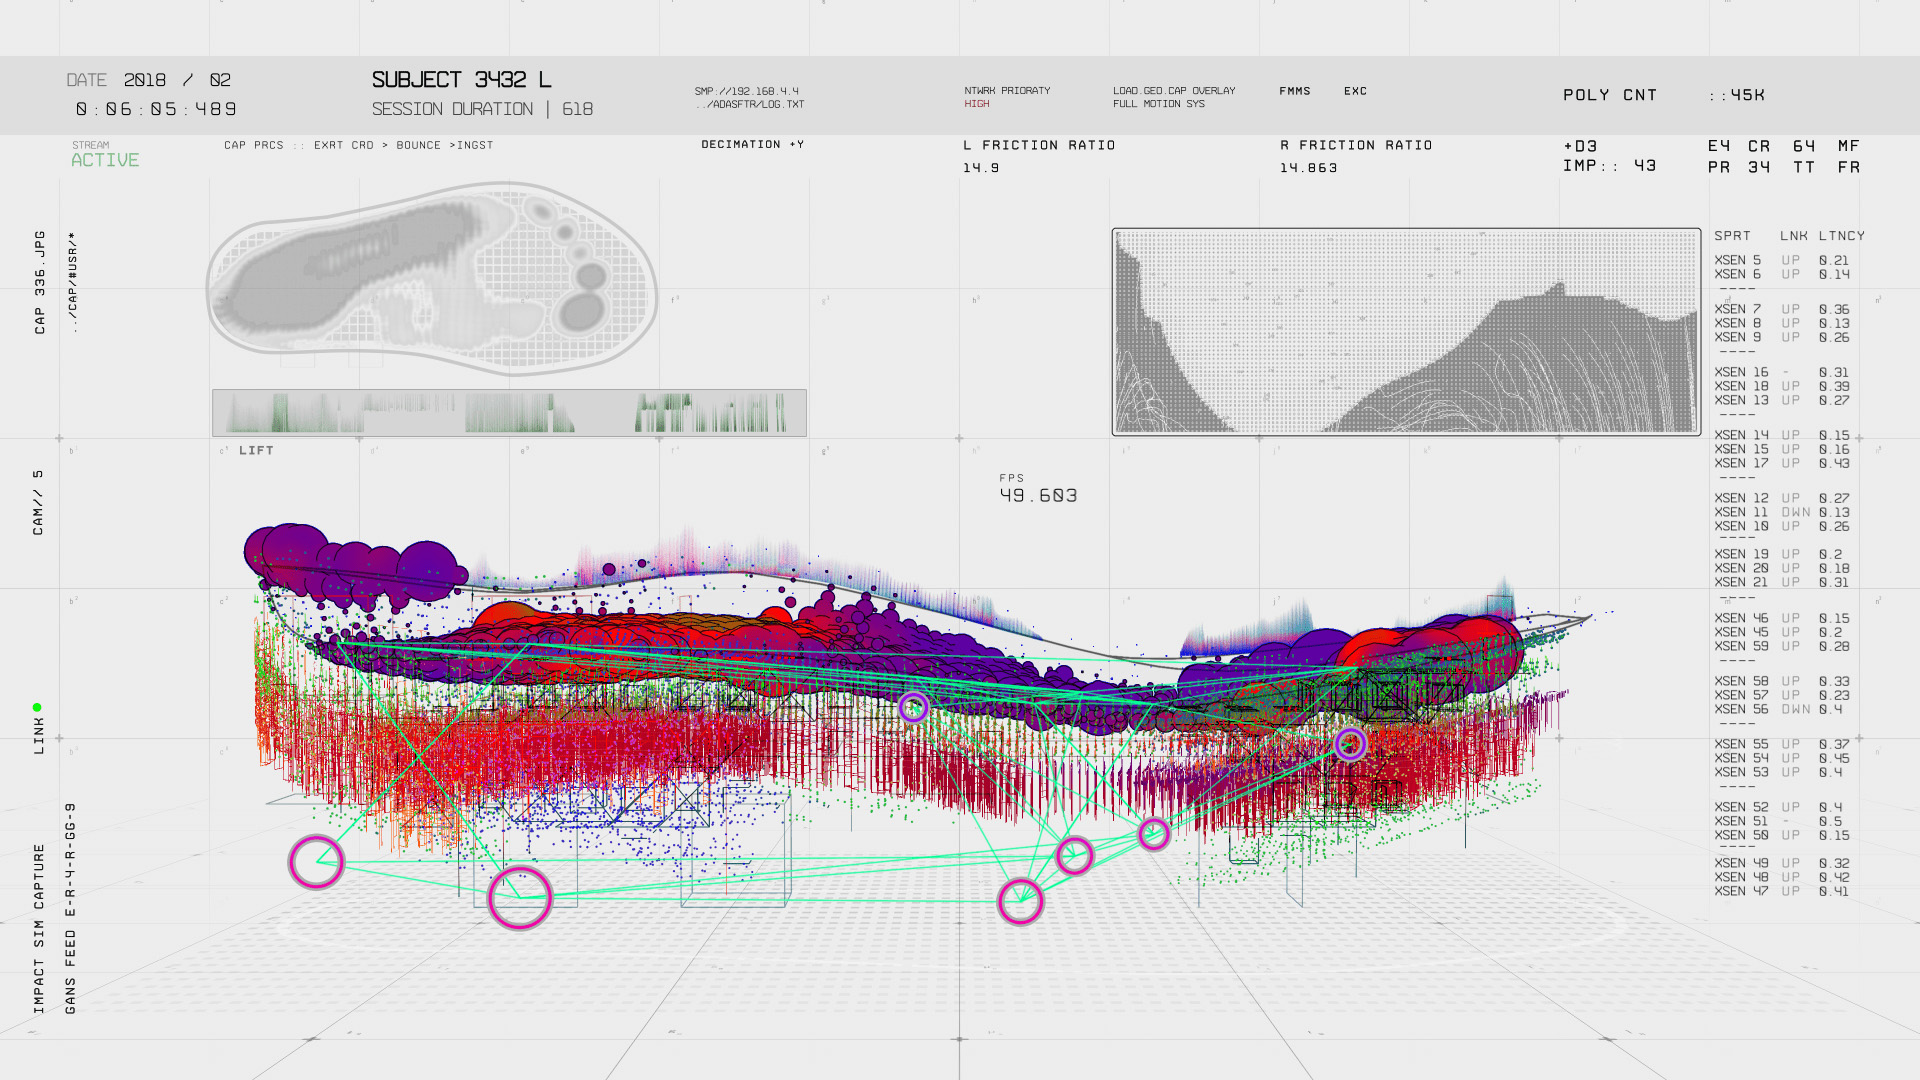 DATE 2018 / 02
0:06:05:489
SUBJECT 3432 L
SESSION DURATION | 618
SMP://192.168.4.4
../ADASFTR/LOG.TXT
NTWRK PRIORATY
HIGH
LOAD.GEO.CAP OVERLAY
FULL MOTION SYS
FMMS EXC
POLY CNT ::45K
STREAM
ACTIVE
CAP PRCS :: EXRT CRD > BOUNCE >INGST
DECIMATION +Y
L FRICTION RATIO
14.9
R FRICTION RATIO
14.863
+D3
IMP:: 43
E4 CR 64 MF
PR 34 TT FR
CAP 336.JPG
../CAP/#USR/*
LIFT
CAM// 5
FPS
49.603
LINK
IMPACT SIM CAPTURE
GANS FEED E-R-4-R-GG-9
SPRT LNK LTNCY
XSEN 5 UP 0.21
XSEN 6 UP 0.14
----
XSEN 7 UP 0.36
XSEN 8 UP 0.13
XSEN 9 UP 0.26
----
XSEN 16 - 0.31
XSEN 18 UP 0.39
XSEN 13 UP 0.27
----
XSEN 14 UP 0.15
XSEN 15 UP 0.16
XSEN 17 UP 0.43
----
XSEN 12 UP 0.27
XSEN 11 DWN 0.13
XSEN 10 UP 0.26
----
XSEN 19 UP 0.2
XSEN 20 UP 0.18
XSEN 21 UP 0.31
----
XSEN 46 UP 0.15
XSEN 45 UP 0.2
XSEN 59 UP 0.28
----
XSEN 58 UP 0.33
XSEN 57 UP 0.23
XSEN 56 DWN 0.4
----
XSEN 55 UP 0.37
XSEN 54 UP 0.45
XSEN 53 UP 0.4
----
XSEN 52 UP 0.4
XSEN 51 - 0.5
XSEN 50 UP 0.15
----
XSEN 49 UP 0.32
XSEN 48 UP 0.42
XSEN 47 UP 0.41